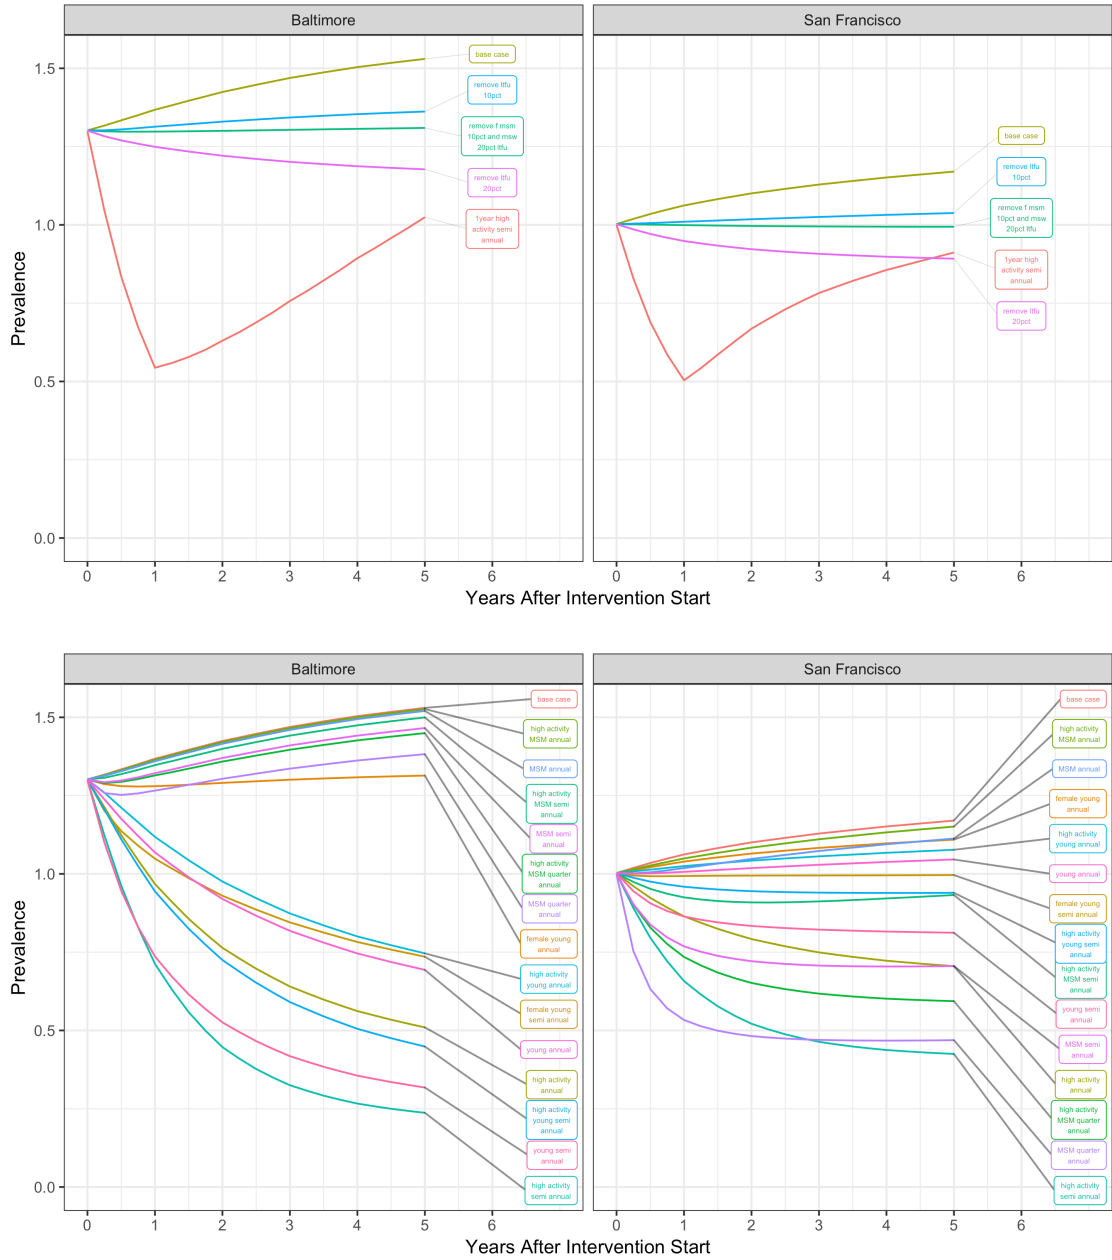 Baltimore
San Francisco
Prevalence
1.5
1.0
0.5
0.0
base case
remove ltfu
10pct
remove f msm
10pct and msw
20pct ltfu
remove ltfu
20pct
1year high
activity semi
annual
base case
remove ltfu
10pct
remove f msm
10pct and msw
20pct ltfu
1year high
activity semi
annual
remove ltfu
20pct
0 1 2 3 4 5 6
0 1 2 3 4 5 6
Years After Intervention Start
Baltimore
San Francisco
Prevalence
1.5
1.0
0.5
0.0
base case
high activity
MSM annual
MSM annual
high activity
MSM semi
annual
MSM semi
annual
high activity
MSM quarter
annual
MSM quarter
annual
female young
annual
high activity
young annual
female young
semi annual
young annual
high activity
annual
high activity
young semi
annual
young semi
annual
high activity
semi annual
base case
high activity
MSM annual
MSM annual
female young
annual
high activity
young annual
young annual
female young
semi annual
high activity
young semi
annual
high activity
MSM semi
annual
young semi
annual
MSM semi
annual
high activity
annual
high activity
MSM quarter
annual
MSM quarter
annual
high activity
semi annual
0 1 2 3 4 5 6
0 1 2 3 4 5 6
Years After Intervention Start